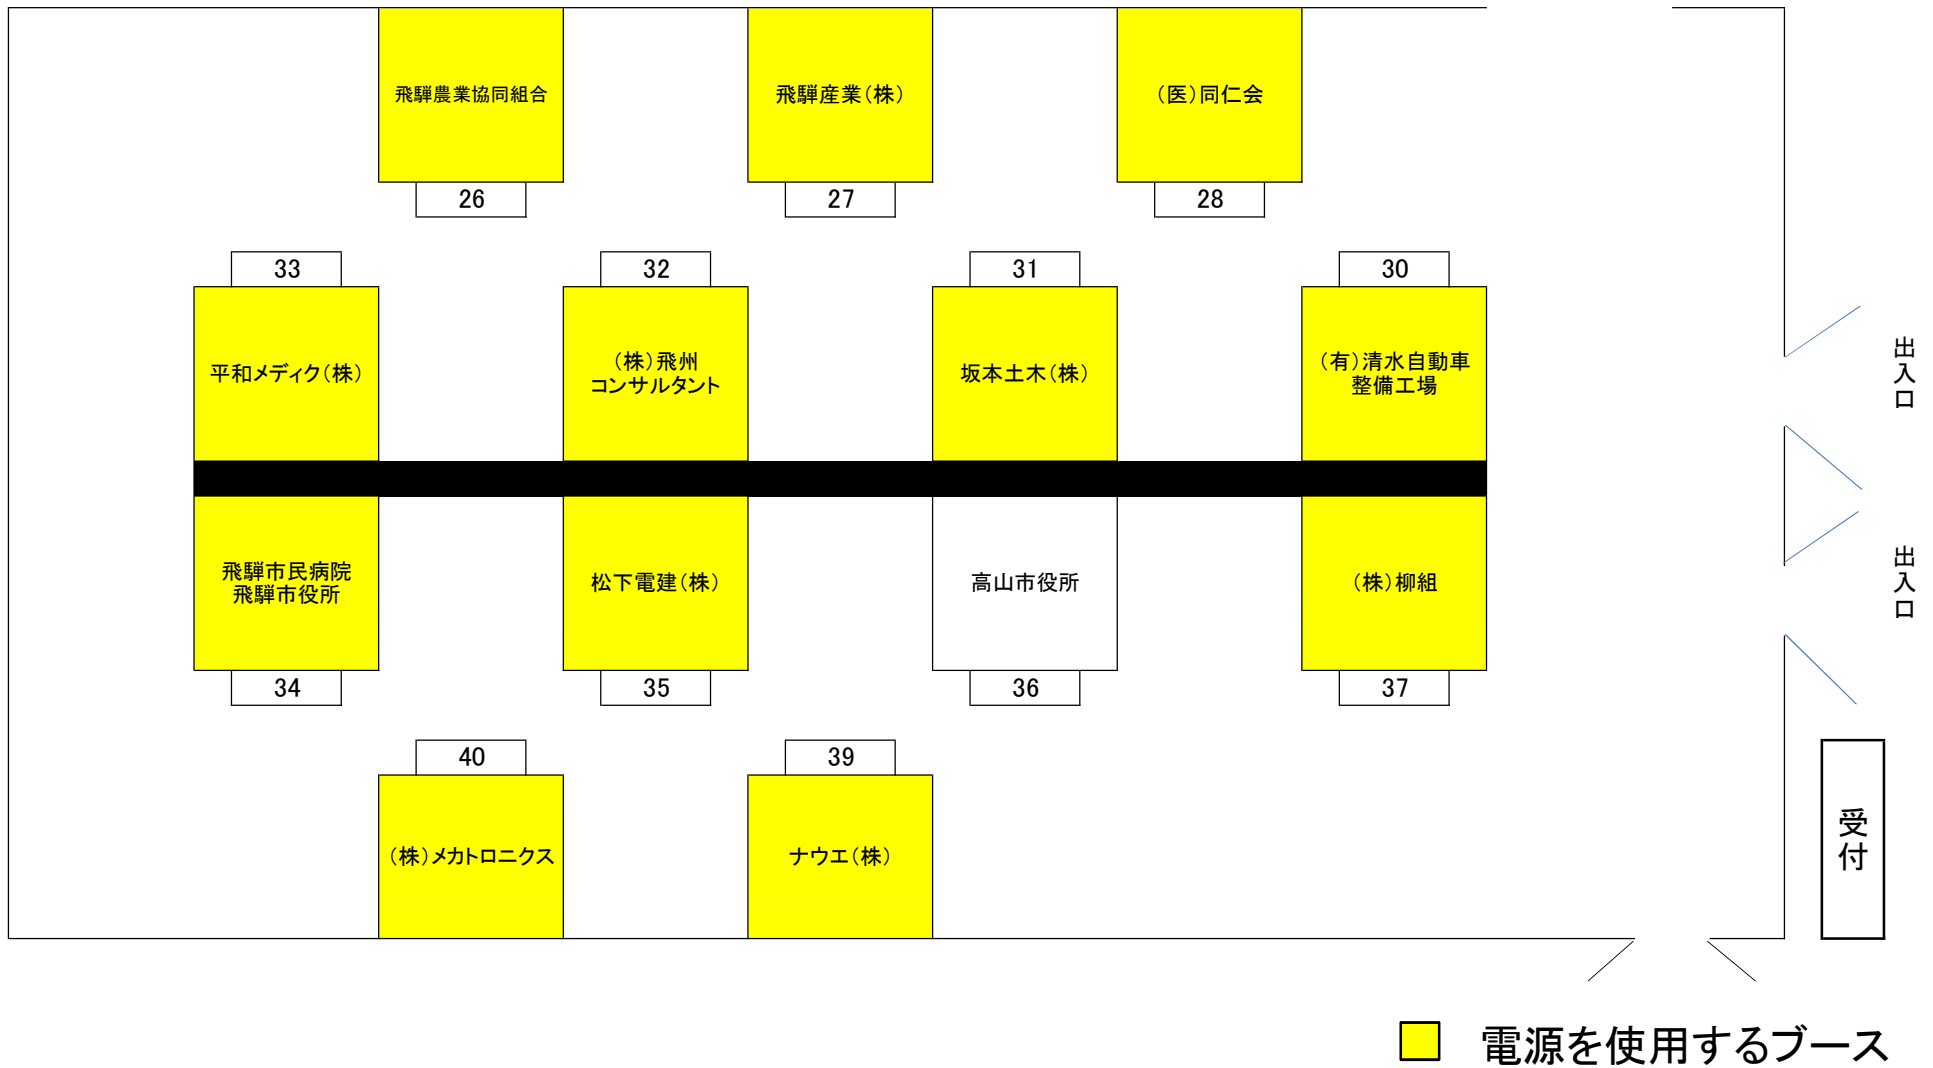 飛騨農業協同組合
飛騨産業（株）
（医）同仁会
26
27
28
33
32
31
30
平和メディク（株）
（株）飛州
コンサルタント
坂本土木（株）
（有）清水自動車
整備工場
出入口
飛騨市民病院
飛騨市役所
松下電建（株）
高山市役所
（株）柳組
出入口
34
35
36
37
40
39
（株）メカトロニクス
ナウエ（株）
受付
電源を使用するブース